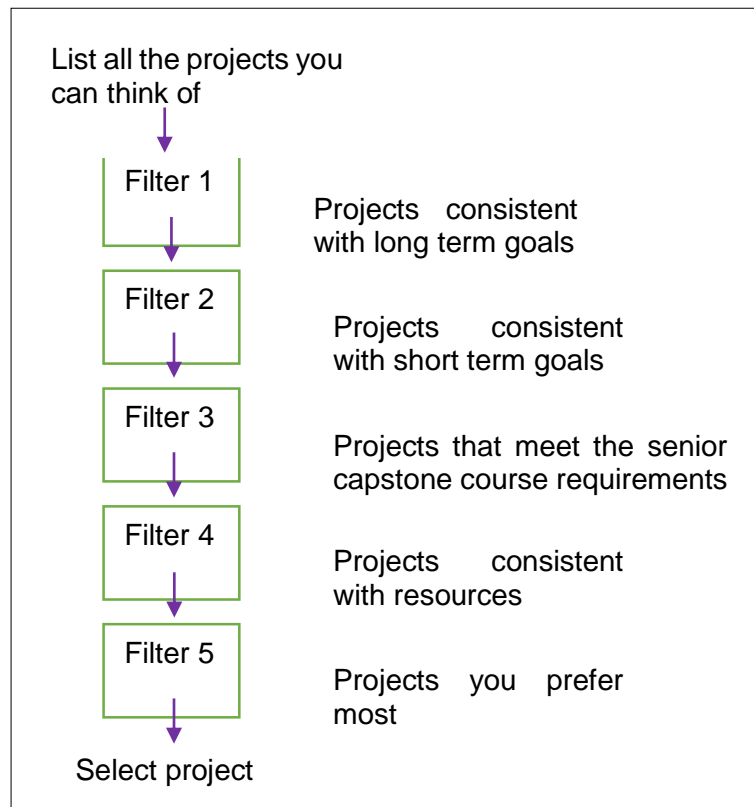 List all the projects you
can think of
Filter 1
Projects consistent
with long term goals
Filter 2
Projects consistent
with short term goals
Filter 3
Projects that meet the senior
capstone course requirements
Filter 4
Projects consistent
with resources
Filter 5
Projects you prefer
most
Select project